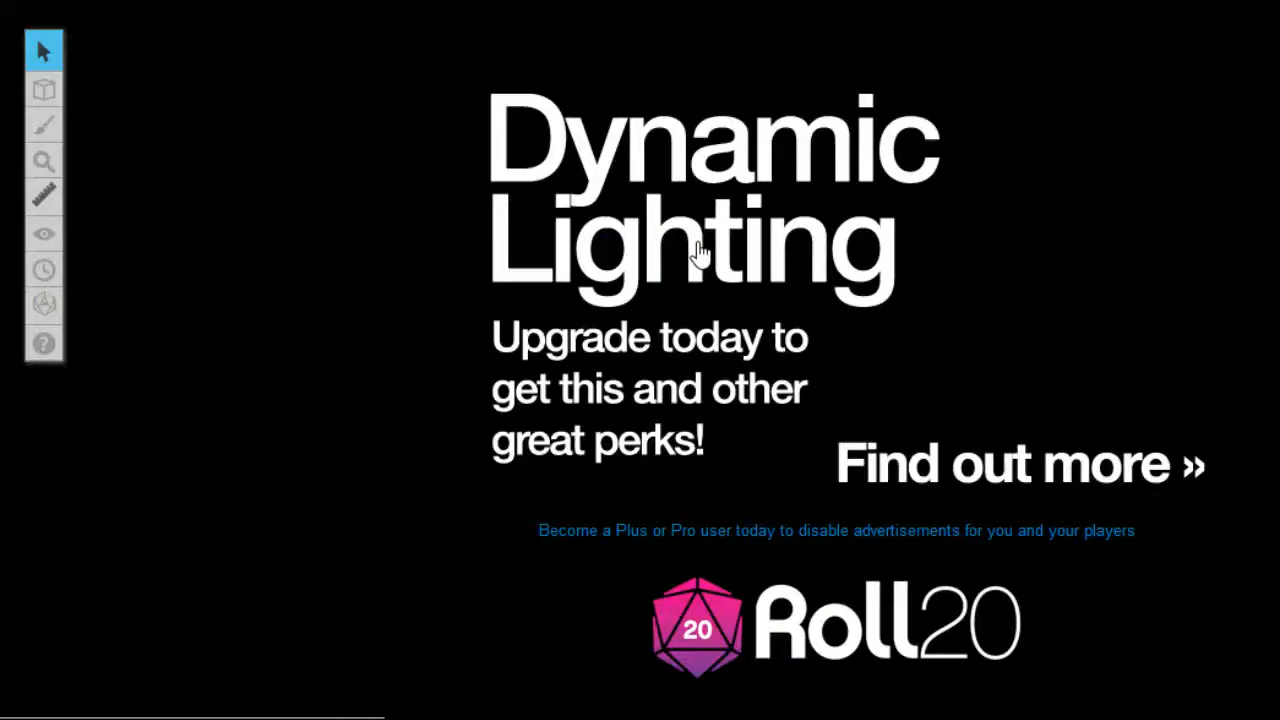 Dynamic
Lighting
Upgrade today to
get this and other
great perks!
Find out more »
Become a Plus or Pro user today to disable advertisements for you and your players
20
Roll20
?